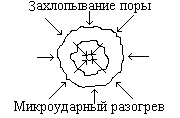 Захлопывание поры
Микроударный разогрев